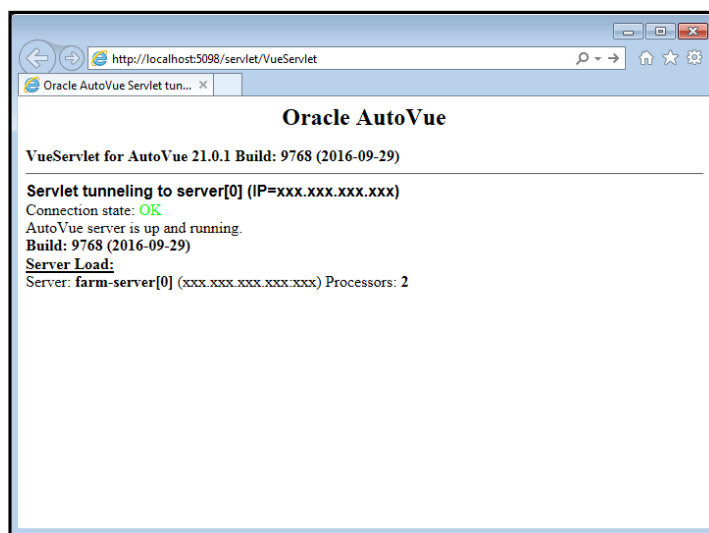 http://localhost:5098/servlet/VueServlet
Oracle AutoVue Servlet tun...
Oracle AutoVue
VueServlet for AutoVue 21.0.1 Build: 9768 (2016-09-29)
Servlet tunneling to server[0] (IP=xxx.xxx.xxx.xxx)
Connection state: OK
AutoVue server is up and running.
Build: 9768 (2016-09-29)
Server Load:
Server: farm-server[0] (xxx.xxx.xxx.xxx:xxx) Processors: 2